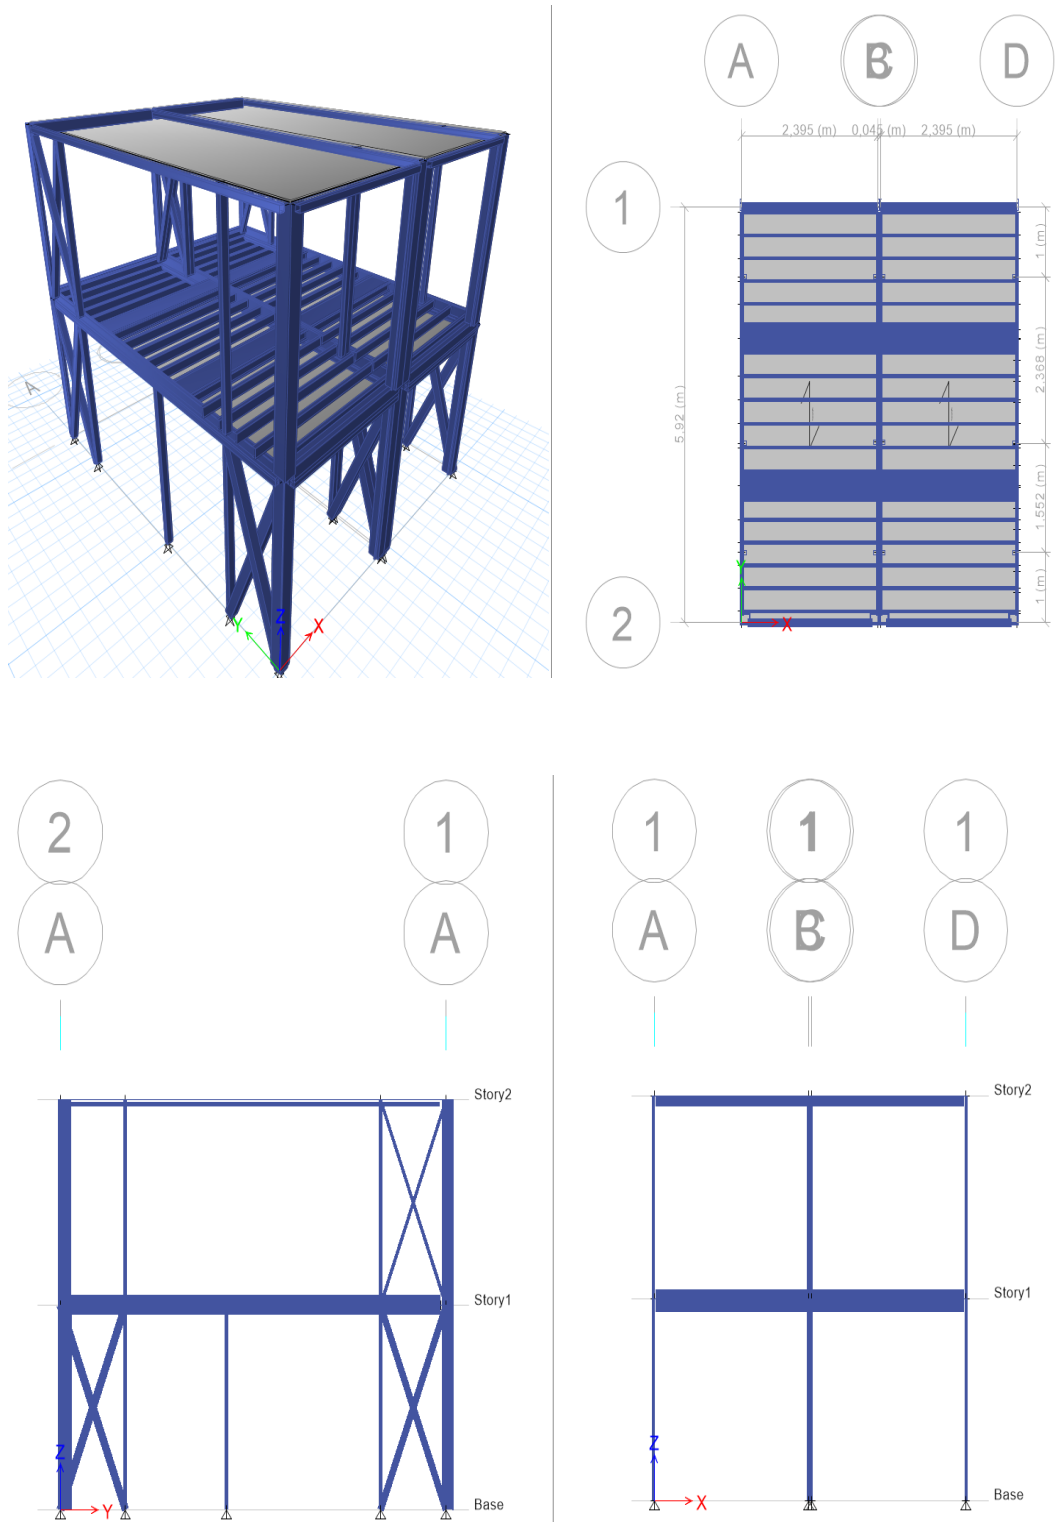 A
Y
Z
X
A
B
C
D
2,395 (m)
0,045 (m)
2,395 (m)
1
1 (m)
2,368 (m)
5,92 (m)
1,552 (m)
1 (m)
Y
X
2
2
1
A
A
Story2
Story1
Base
Z
Y
1
1
1
A
B
C
D
Story2
Story1
Base
Z
X